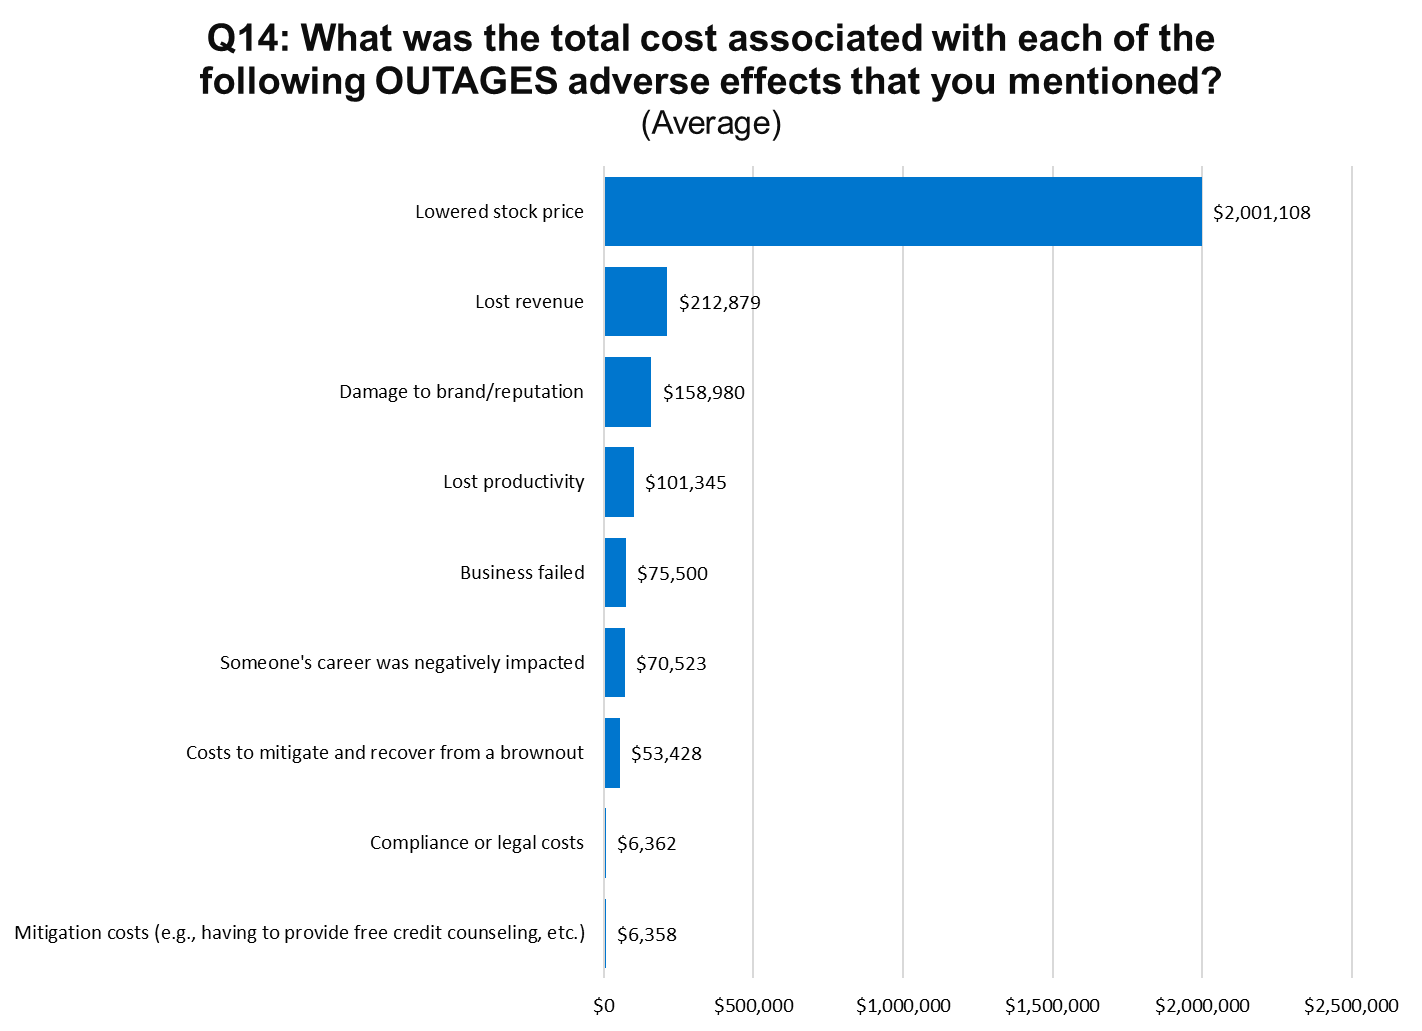 Q14: What was the total cost associated with each of the
following OUTAGES adverse effects that you mentioned?
(Average)
Lowered stock price $2,001,108
Lost revenue $212,879
Damage to brand/reputation $158,980
Lost productivity $101,345
Business failed $75,500
Someone's career was negatively impacted $70,523
Costs to mitigate and recover from a brownout $53,428
Compliance or legal costs $6,362
Mitigation costs (e.g., having to provide free credit counseling, etc.) $6,358
$0 $500,000 $1,000,000 $1,500,000 $2,000,000 $2,500,000